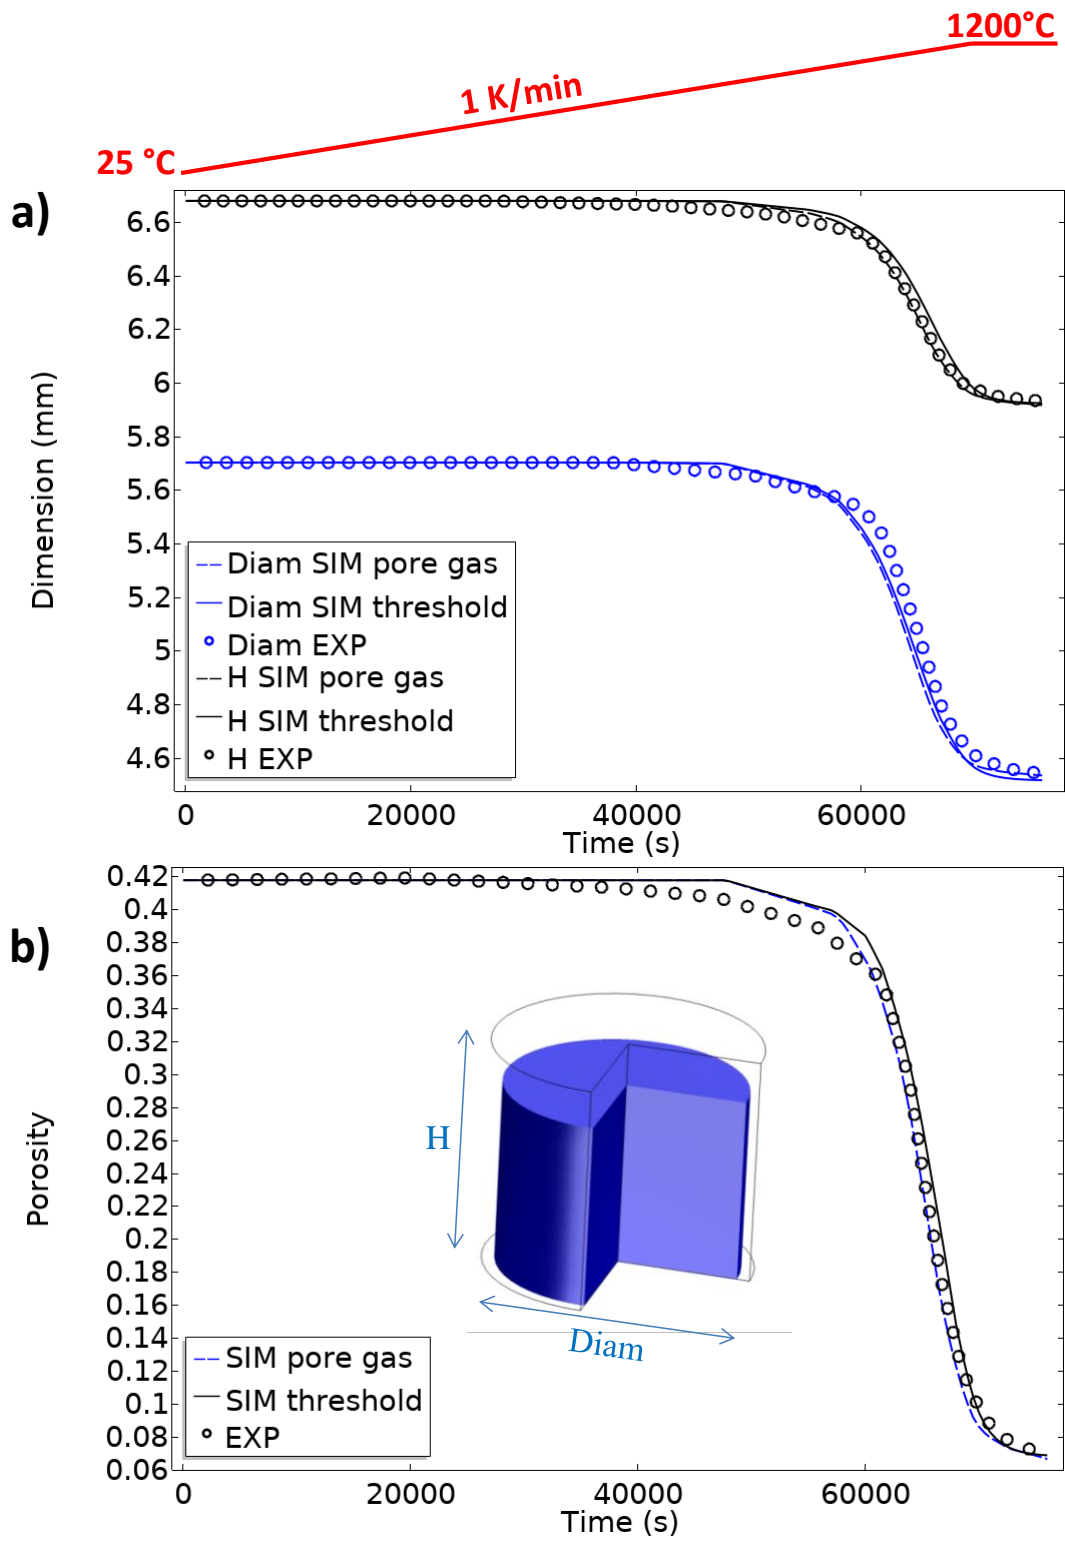 1200°C
1 K/min
25 °C
a)
6.6
6.4
6.2
6
5.8
5.6
5.4
5.2
5
4.8
4.6
Dimension (mm)
Diam SIM pore gas
Diam SIM threshold
Diam EXP
H SIM pore gas
H SIM threshold
H EXP
0 20000 40000 60000
Time (s)
b)
0.42
0.4
0.38
0.36
0.34
0.32
0.3
0.28
0.26
0.24
0.22
0.2
0.18
0.16
0.14
0.12
0.1
0.08
0.06
Porosity
H
Diam
SIM pore gas
SIM threshold
EXP
0 20000 40000 60000
Time (s)